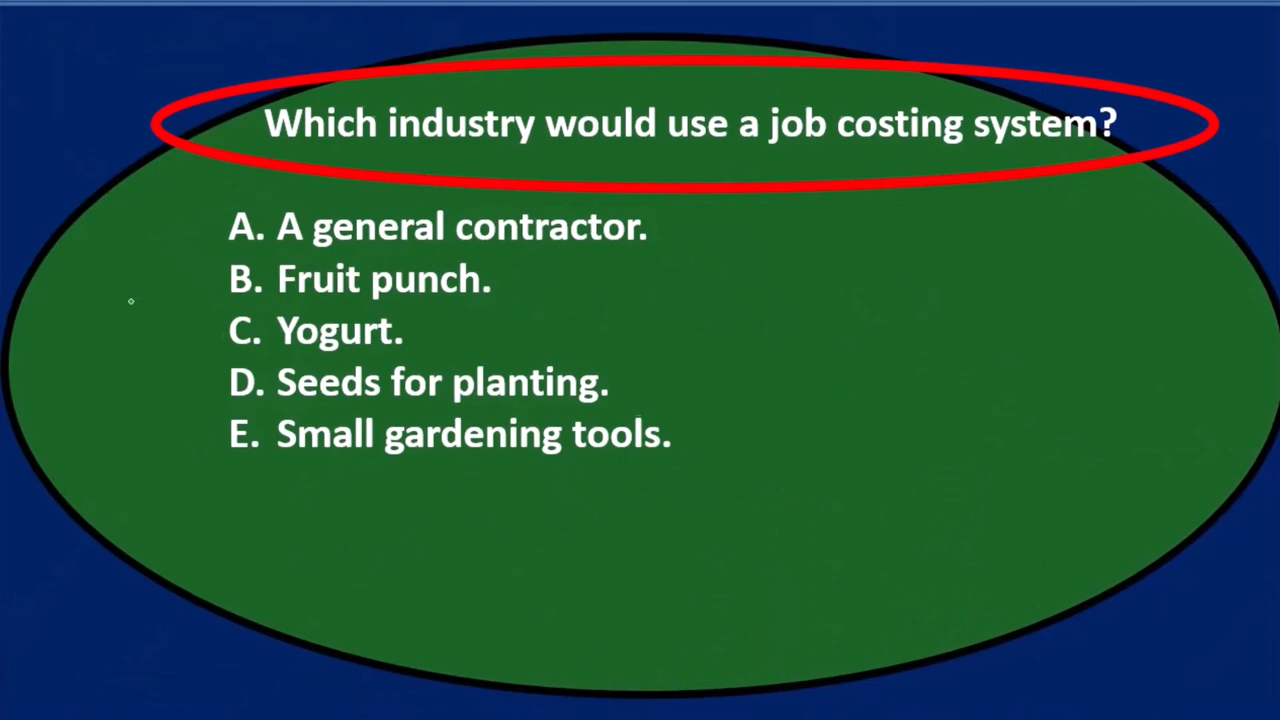 Which industry would use a job costing system?
A. A general contractor.
B. Fruit punch.
C. Yogurt.
D. Seeds for planting.
E. Small gardening tools.